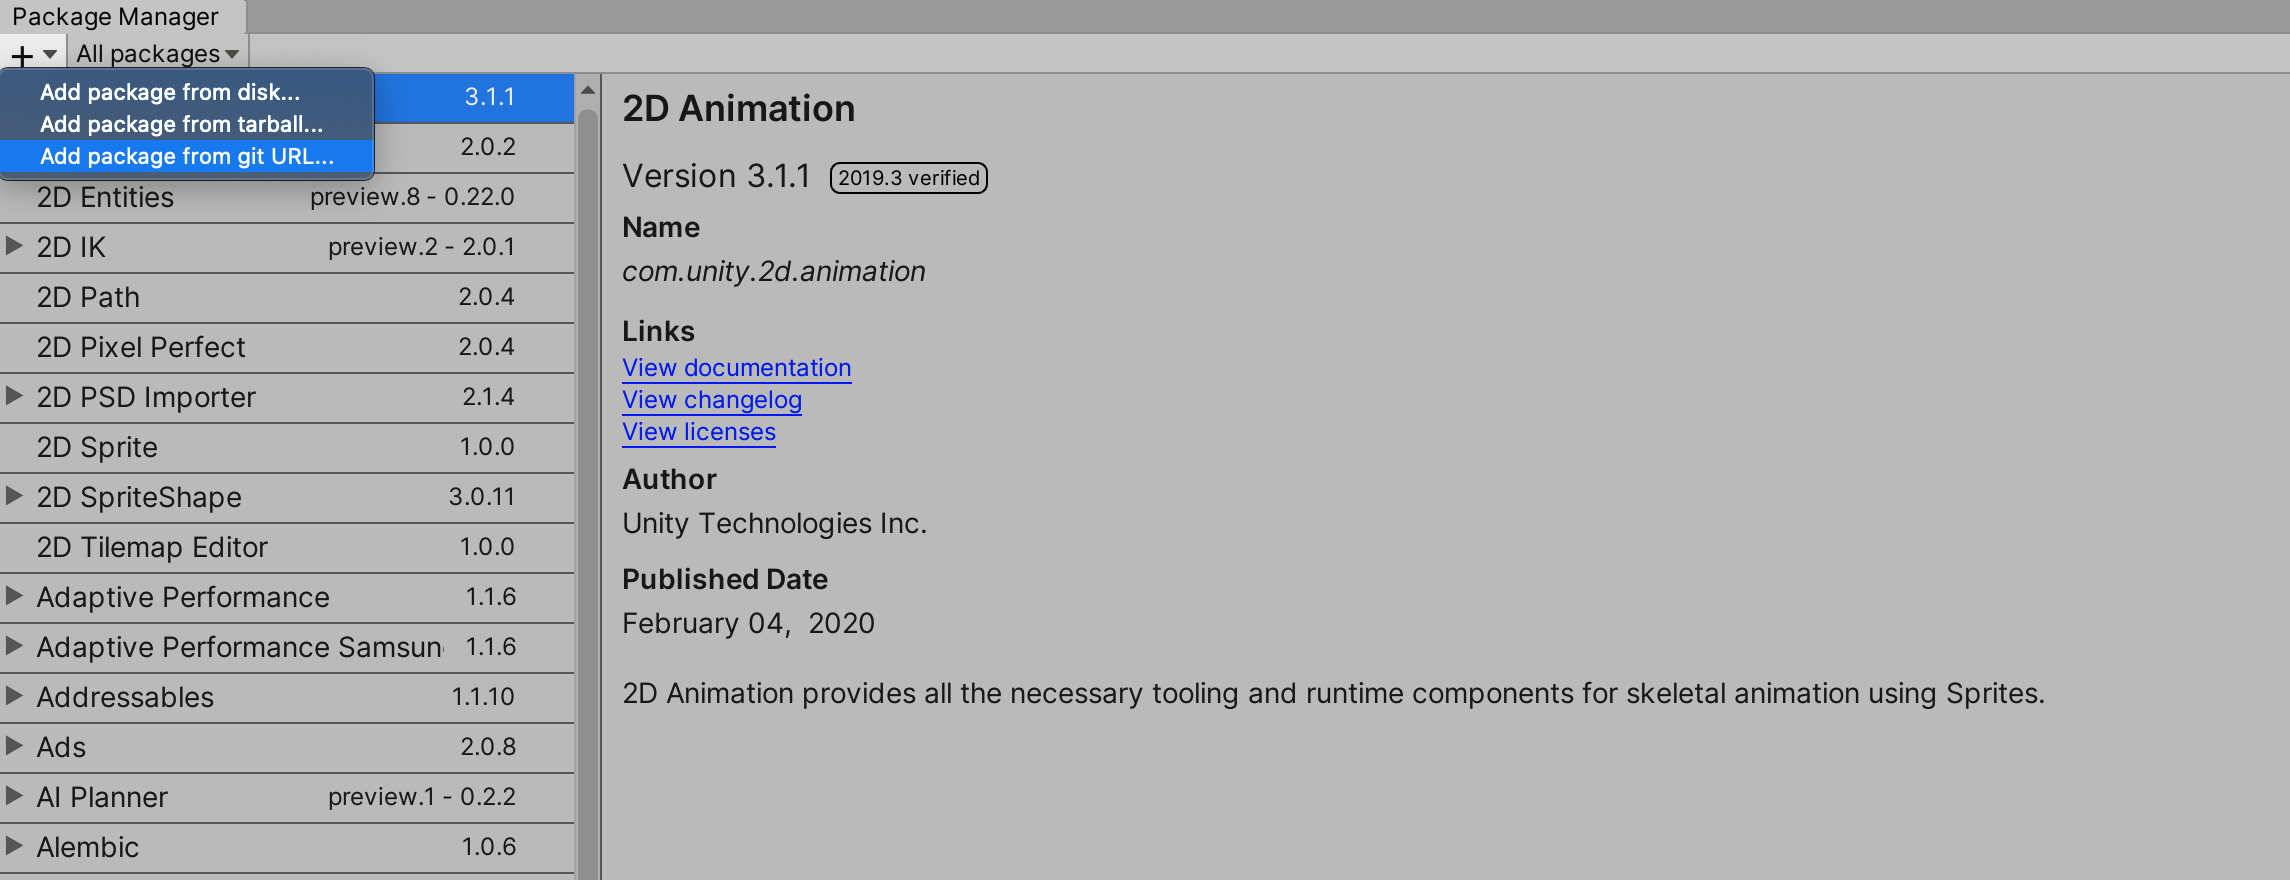 Package Manager
+ All packages
Add package from disk...
Add package from tarball...
Add package from git URL...
3.1.1
2.0.2
2D Entities preview.8 - 0.22.0
2D IK preview.2 - 2.0.1
2D Path 2.0.4
2D Pixel Perfect 2.0.4
2D PSD Importer 2.1.4
2D Sprite 1.0.0
2D SpriteShape 3.0.11
2D Tilemap Editor 1.0.0
Adaptive Performance 1.1.6
Adaptive Performance Samsun 1.1.6
Addressables 1.1.10
Ads 2.0.8
AI Planner preview.1 - 0.2.2
Alembic 1.0.6
2D Animation
Version 3.1.1 2019.3 verified
Name
com.unity.2d.animation
Links
View documentation
View changelog
View licenses
Author
Unity Technologies Inc.
Published Date
February 04, 2020
2D Animation provides all the necessary tooling and runtime components for skeletal animation using Sprites.